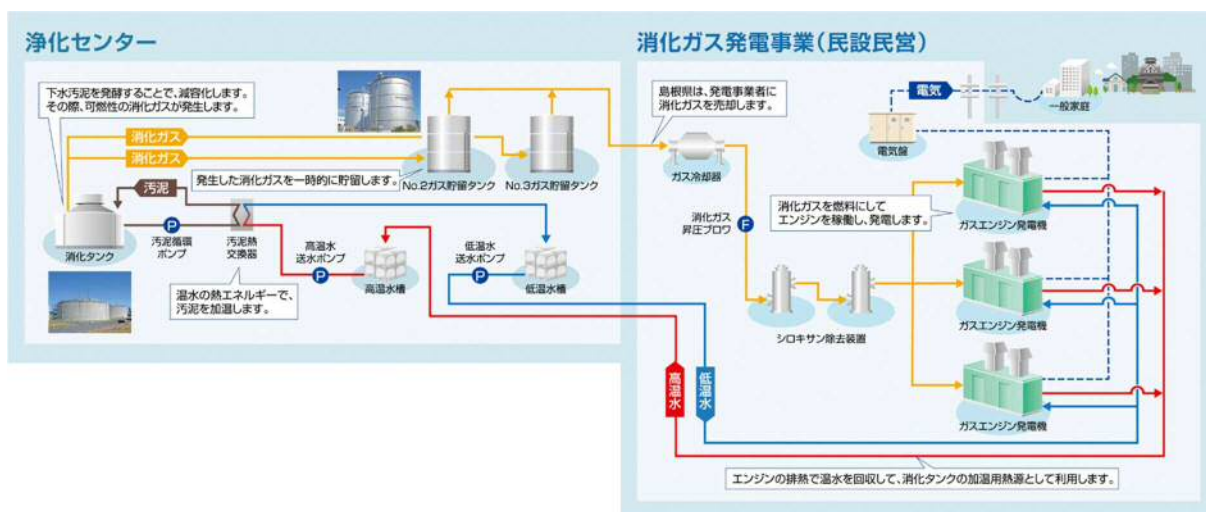 浄化センター
消化ガス発電事業(民設民営)
下水汚泥を発酵することで、減容化します。
その際、可燃性の消化ガスが発生します。
消化ガス
消化ガス
発生した消化ガスを一時的に貯留します。
No.2ガス貯留タンク
No.3ガス貯留タンク
汚泥
消化タンク
P
汚泥循環
ポンプ
汚泥熱
交換器
高温水
送水ポンプ
P
高温水槽
低温水
送水ポンプ
P
低温水槽
温水の熱エネルギーで、
汚泥を加温します。
島根県は、発電事業者に
消化ガスを売却します。
ガス冷却器
電気
電気盤
一般家庭
消化ガス
昇圧ブロワ
F
消化ガスを燃料にして
エンジンを稼働し、発電します。
ガスエンジン発電機
シロキサン除去装置
ガスエンジン発電機
ガスエンジン発電機
高温水
低温水
エンジンの排熱で温水を回収して、消化タンクの加温用熱源として利用します。